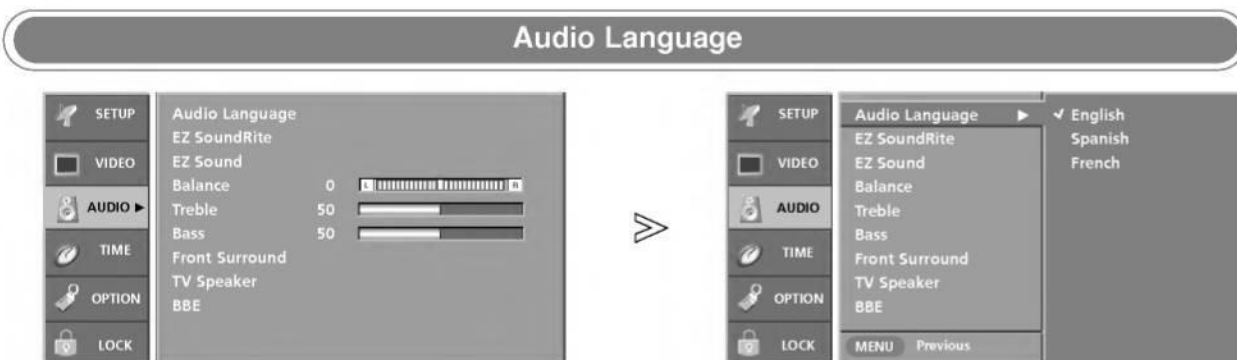 Audio Language
SETUP
VIDEO
AUDIO ▶
TIME
OPTION
LOCK
Audio Language
EZ SoundRite
EZ Sound
Balance 0 L R
Treble 50
Bass 50
Front Surround
TV Speaker
BBE
SETUP
VIDEO
AUDIO
TIME
OPTION
LOCK
Audio Language ▶
EZ SoundRite
EZ Sound
Balance
Treble
Bass
Front Surround
TV Speaker
BBE
MENU Previous
✓ English
Spanish
French